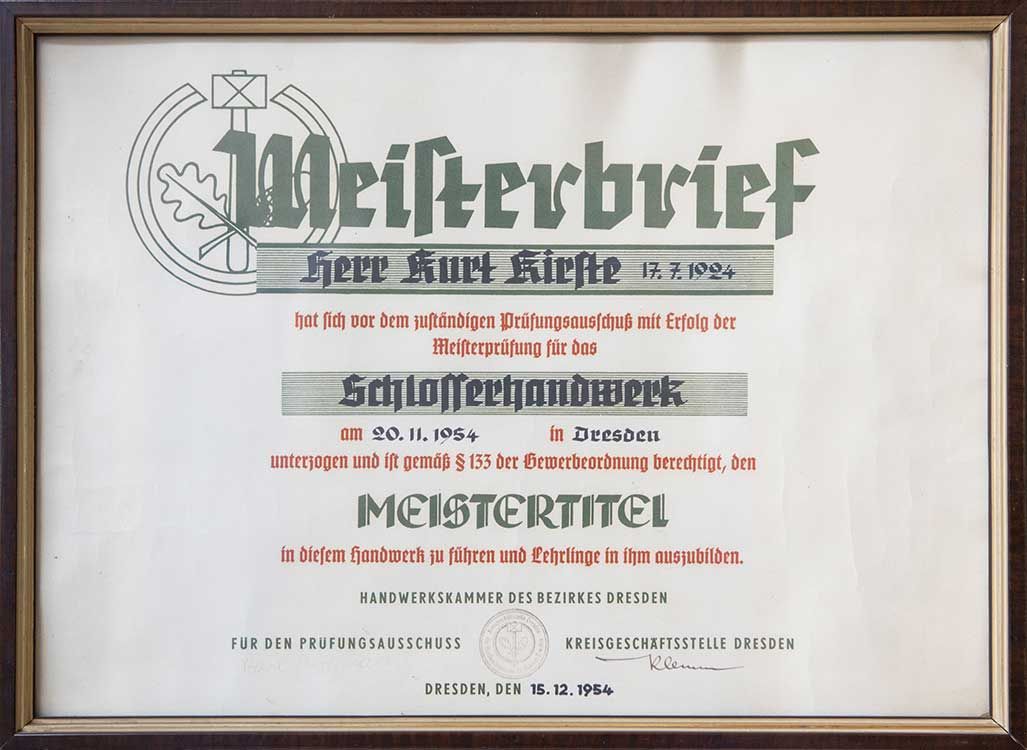 Meisterbrief
Herr Kurt Kirste 17.7.1924
hat sich vor dem zuständigen Prüfungsausschuß mit Erfolg der
Meisterprüfung für das
Schlosserhandwerk
am 20.11.1954 in Dresden
unterzogen und ist gemäß § 133 der Gewerbeordnung berechtigt, den
MEISTERTITEL
in diesem Handwerk zu führen und Lehrlinge in ihm auszubilden.
HANDWERKSKAMMER DES BEZIRKES DRESDEN
FÜR DEN PRÜFUNGSAUSSCHUSS KREISGESCHÄFTSSTELLE DRESDEN
Klemm
DRESDEN, DEN 15.12.1954